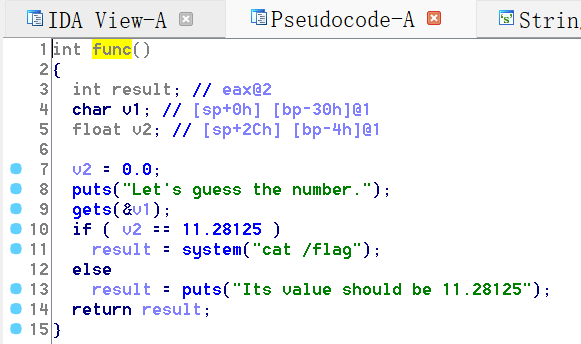 IDA View-A Pseudocode-A Strin
1 int func()
2 {
3 int result; // eax@2
4 char v1; // [sp+0h] [bp-30h]@1
5 float v2; // [sp+2Ch] [bp-4h]@1
6
7 v2 = 0.0;
8 puts("Let's guess the number.");
9 gets(&v1);
10 if ( v2 == 11.28125 )
11 result = system("cat /flag");
12 else
13 result = puts("Its value should be 11.28125");
14 return result;
15 }